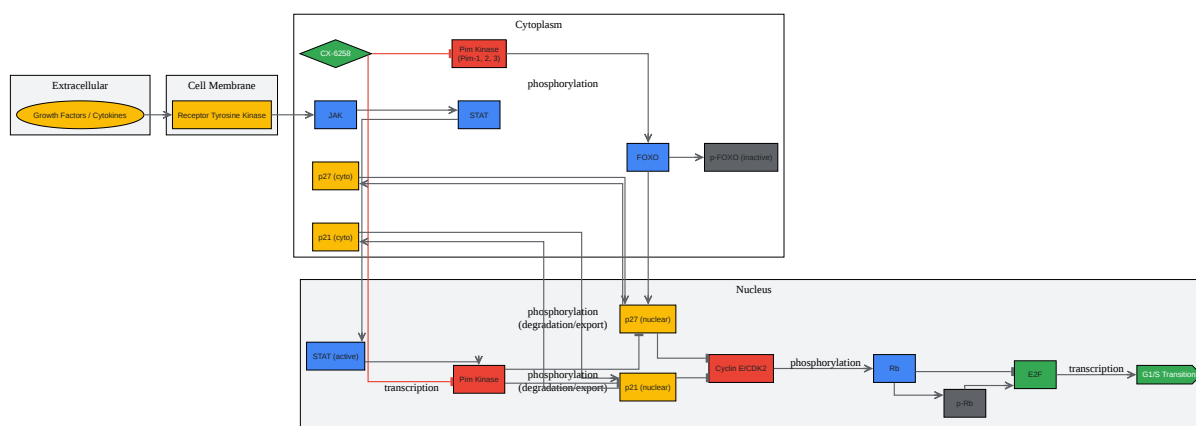 Cytoplasm
CX-6258
Pim Kinase
(Pim-1, 2, 3)
phosphorylation
Extracellular
Growth Factors / Cytokines
Cell Membrane
Receptor Tyrosine Kinase
JAK
STAT
FOXO
p-FOXO (inactive)
p27 (cyto)
p21 (cyto)
Nucleus
phosphorylation
(degradation/export)
p27 (nuclear)
STAT (active)
transcription
Pim Kinase
phosphorylation
(degradation/export)
p21 (nuclear)
Cyclin E/CDK2
phosphorylation
Rb
p-Rb
E2F
transcription
G1/S Transition